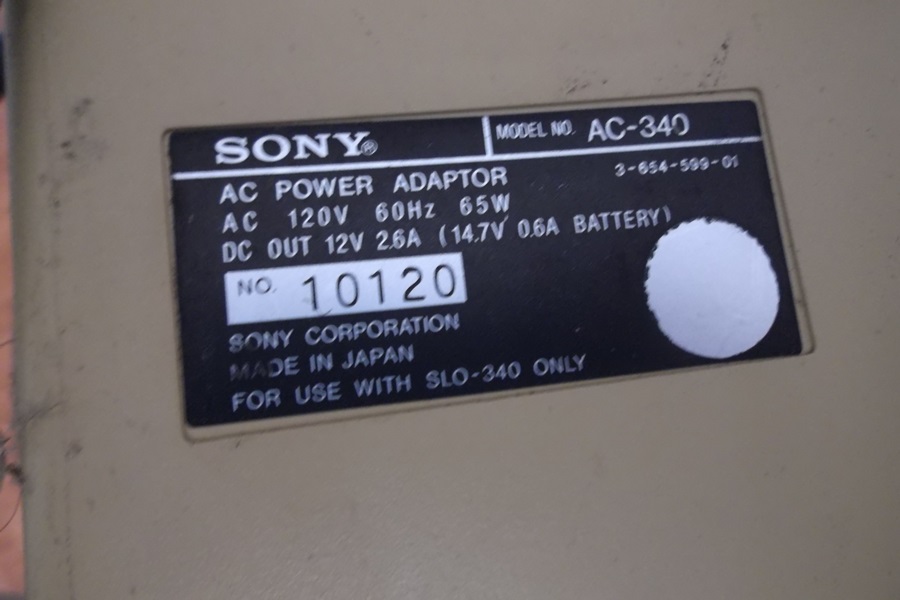 SONY® MODEL NO. AC-340
3-654-599-01
AC POWER ADAPTOR
AC 120V 60Hz 65W
DC OUT 12V 2.6A (14.7V 0.6A BATTERY)
NO. 10120
SONY CORPORATION
MADE IN JAPAN
FOR USE WITH SLO-340 ONLY